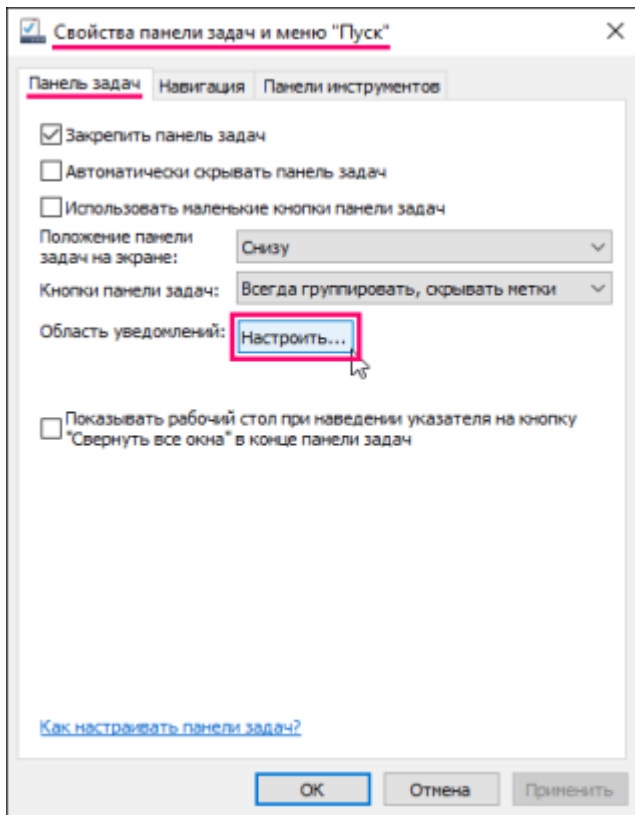 Свойства панели задач и меню "Пуск"
Панель задач Навигация Панели инструментов
Закрепить панель задач
Автоматически скрывать панель задач
Использовать маленькие кнопки панели задач
Положение панели
задач на экране:
Снизу
Кнопки панели задач: Всегда группировать, скрывать метки
Область уведомлений: Настроить...
Показывать рабочий стол при наведении указателя на кнопку
"Свернуть все окна" в конце панели задач
Как настраивать панели задач?
ОК Отмена Применить